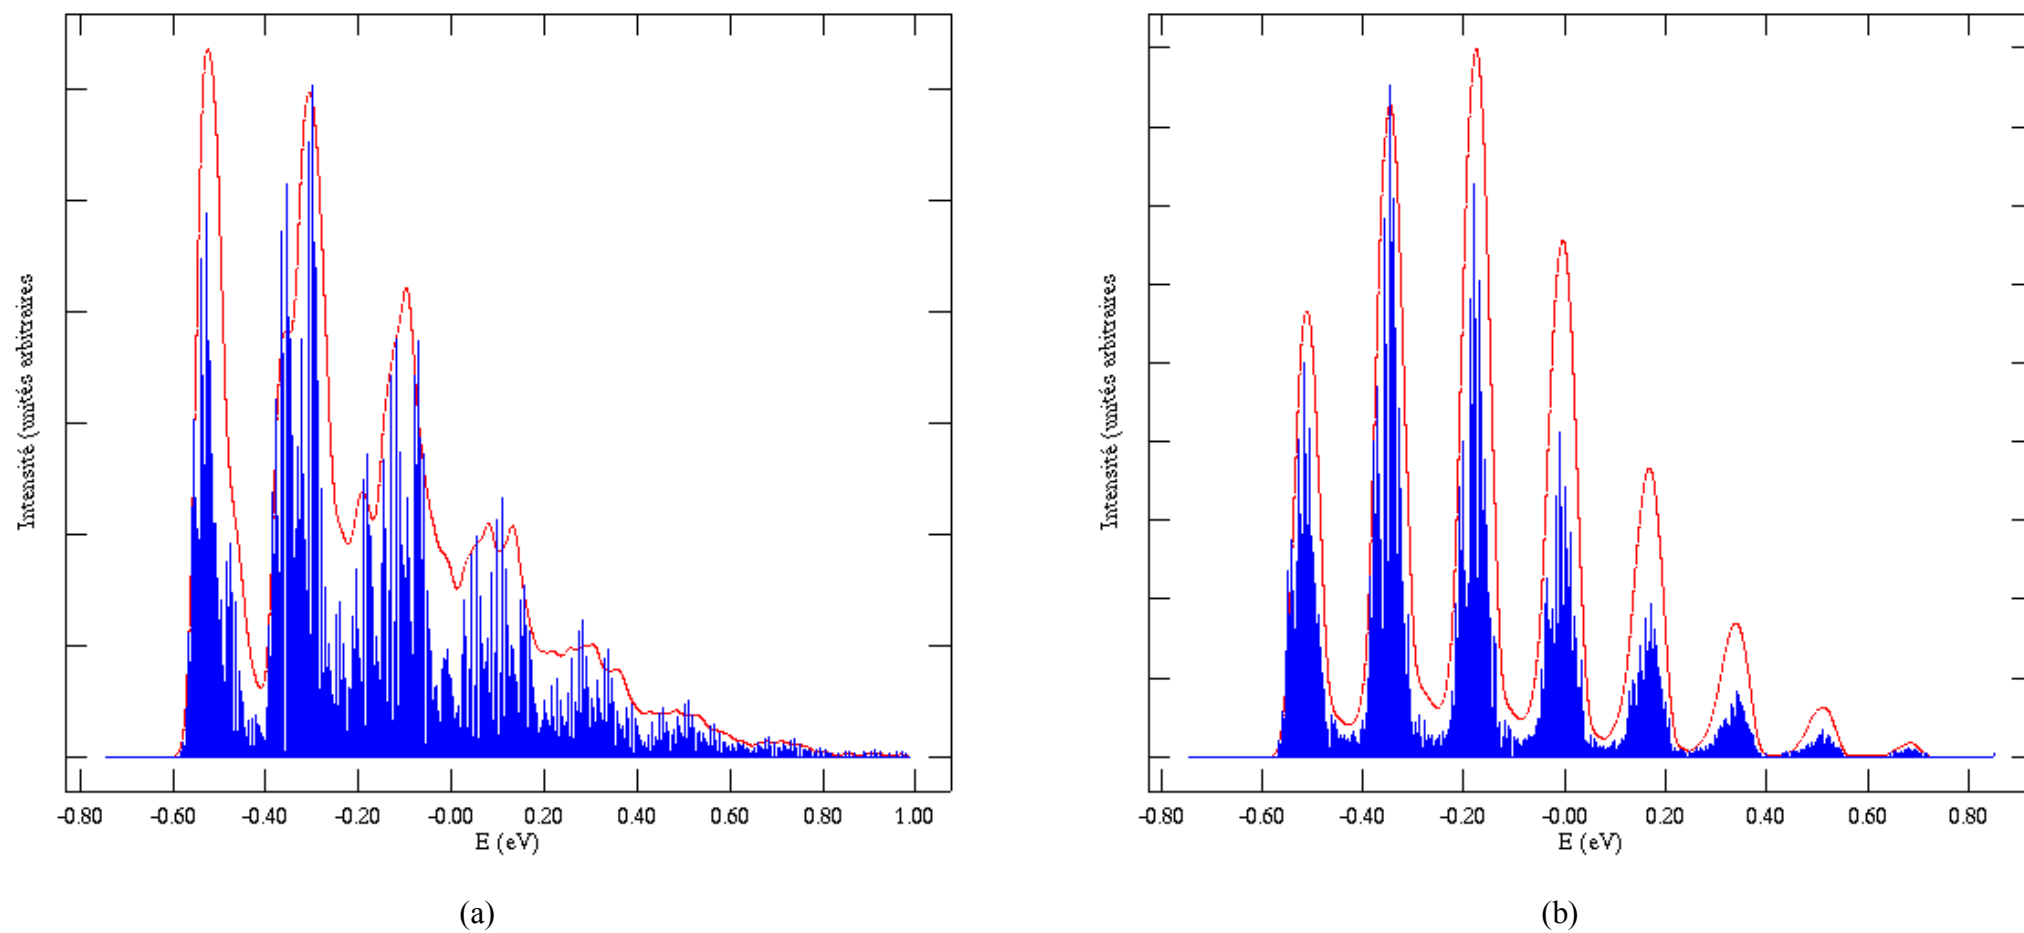 Intensité (unités arbitraires
-0.80 -0.60 -0.40 -0.20 -0.00 0.20 0.40 0.60 0.80 1.00
E (eV)
(a)
Intensité (unités arbitraires
-0.80 -0.60 -0.40 -0.20 -0.00 0.20 0.40 0.60 0.80
E (eV)
(b)